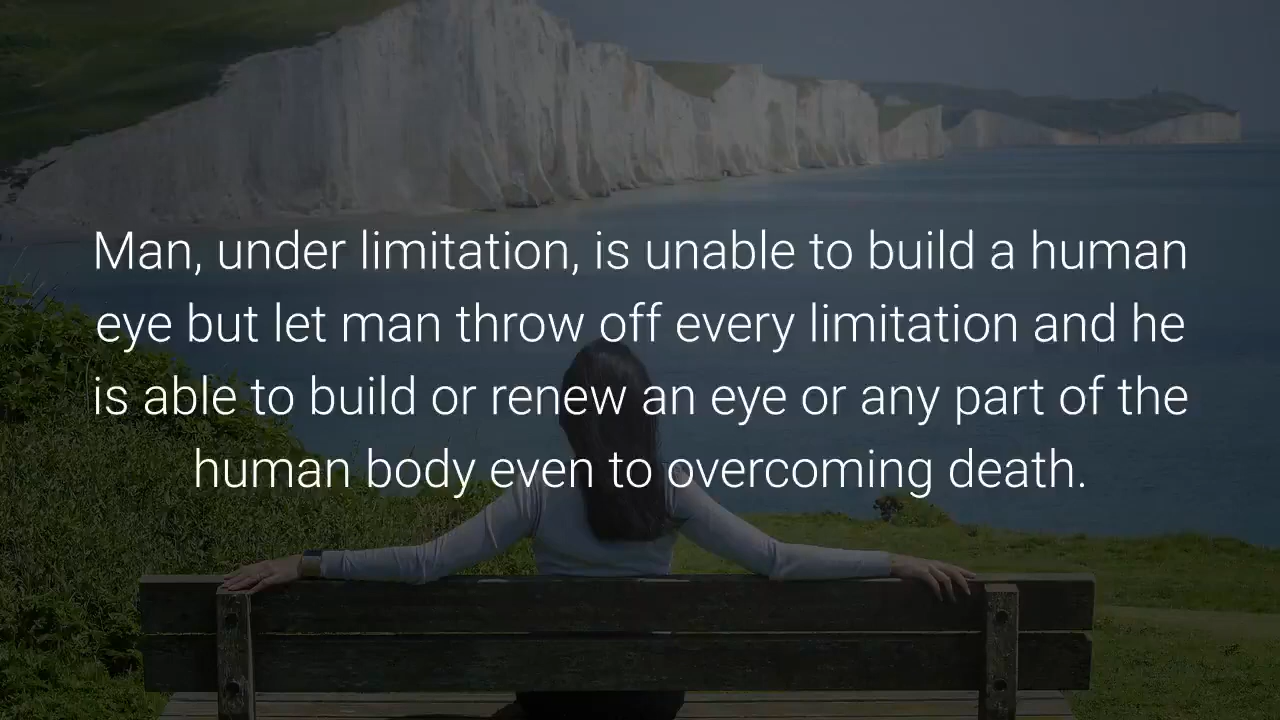 Man, under limitation, is unable to build a human
eye but let man throw off every limitation and he
is able to build or renew an eye or any part of the
human body even to overcoming death.